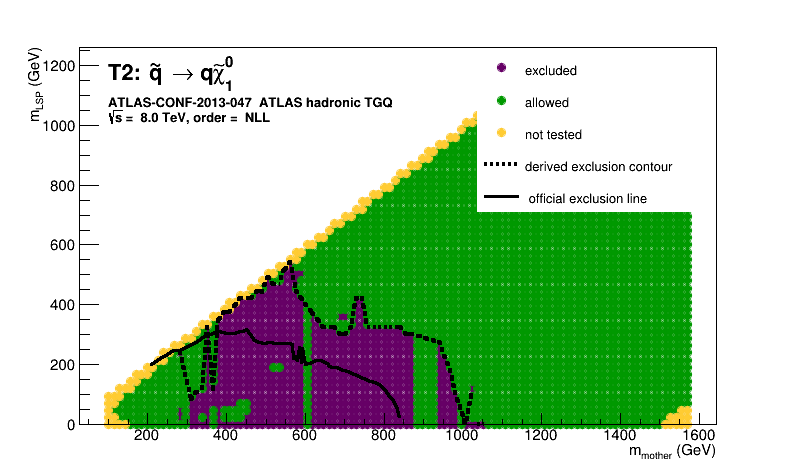 T2: q̃ → qχ̃⁰₁
ATLAS-CONF-2013-047 ATLAS hadronic TGQ
√s = 8.0 TeV, order = NLL
excluded
allowed
not tested
derived exclusion contour
official exclusion line
m_LSP (GeV)
1200
1000
800
600
400
200
0
200 400 600 800 1000 1200 1400 1600
m_mother (GeV)